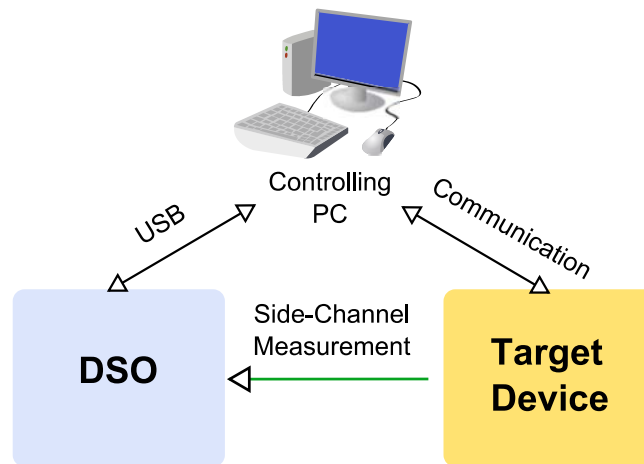 Controlling
PC
USB
Communication
Side-Channel
Measurement
DSO
Target
Device